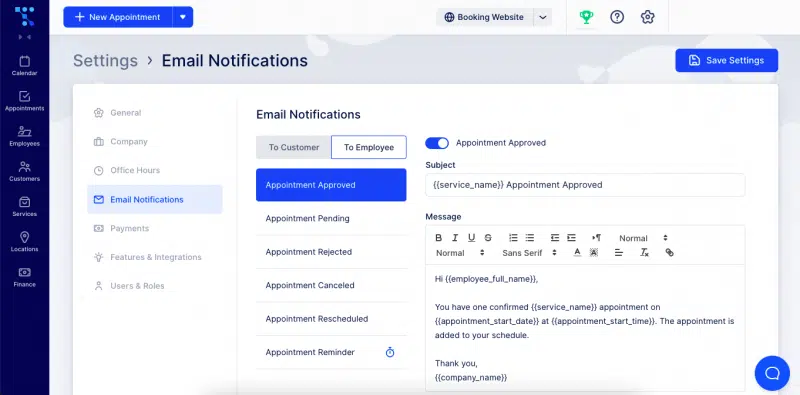 New Appointment
Booking Website
Calendar
Appointments
Employees
Customers
Services
Locations
Finance
Settings > Email Notifications
Save Settings
General
Company
Office Hours
Email Notifications
Payments
Features & Integrations
Users & Roles
Email Notifications
To Customer
To Employee
Appointment Approved
Appointment Pending
Appointment Rejected
Appointment Canceled
Appointment Rescheduled
Appointment Reminder
Appointment Approved
Subject
{{service_name}} Appointment Approved
Message
B I U S Normal
Normal Sans Serif
Hi {{employee_full_name}},
You have one confirmed {{service_name}} appointment on
{{appointment_start_date}} at {{appointment_start_time}}. The appointment is
added to your schedule.
Thank you,
{{company_name}}